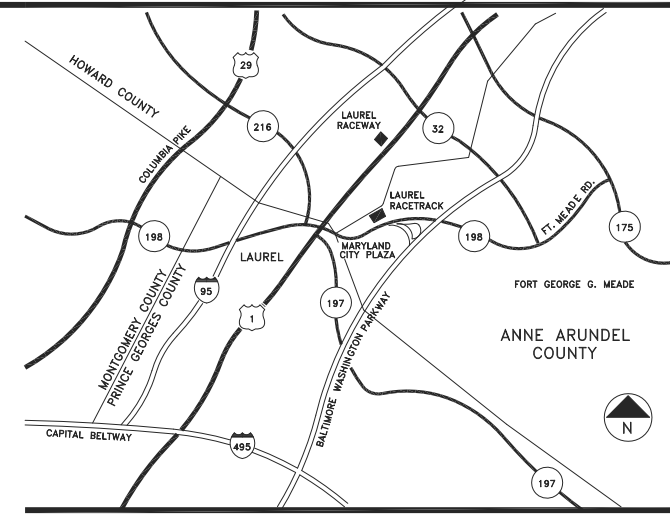 29
HOWARD COUNTY
216
LAUREL
RACEWAY
32
COLUMBIA PIKE
LAUREL
RACETRACK
FT. MEADE RD.
175
198
MARYLAND
CITY PLAZA
198
LAUREL
FORT GEORGE G. MEADE
95
197
1
MONTGOMERY COUNTY
PRINCE GEORGES COUNTY
BALTIMORE WASHINGTON PARKWAY
ANNE ARUNDEL
COUNTY
N
CAPITAL BELTWAY
495
197